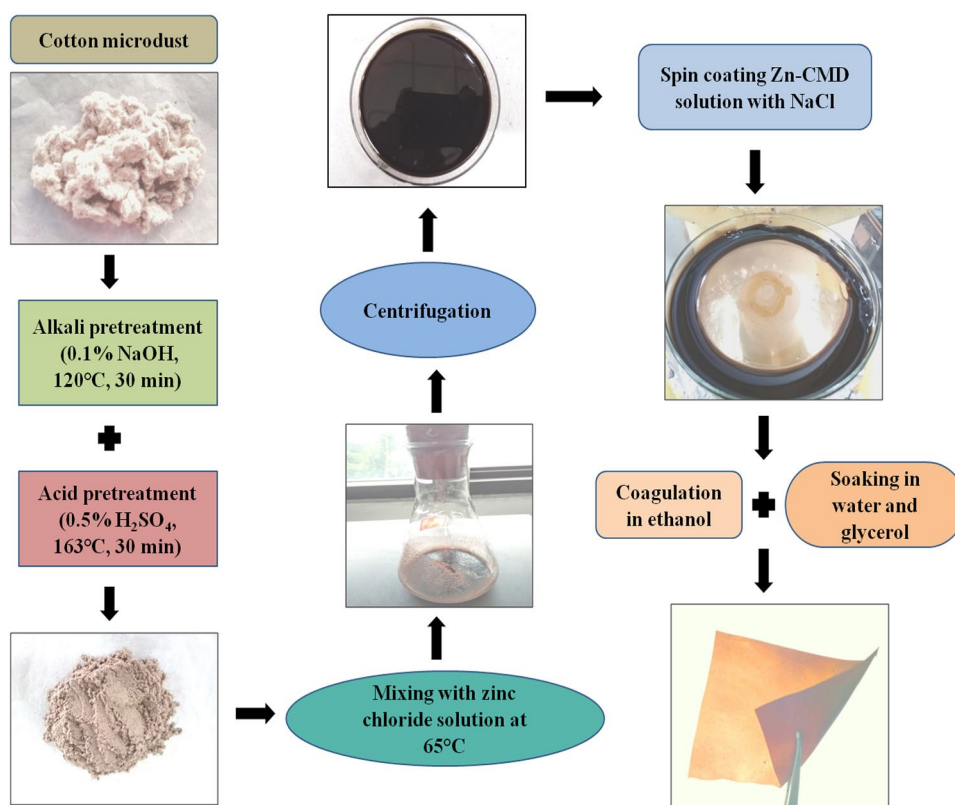 Cotton microdust
Alkali pretreatment
(0.1% NaOH,
120°C, 30 min)
Acid pretreatment
(0.5% H₂SO₄,
163°C, 30 min)
Mixing with zinc
chloride solution at
65°C
Centrifugation
Spin coating Zn-CMD
solution with NaCl
Coagulation
in ethanol
Soaking in
water and
glycerol